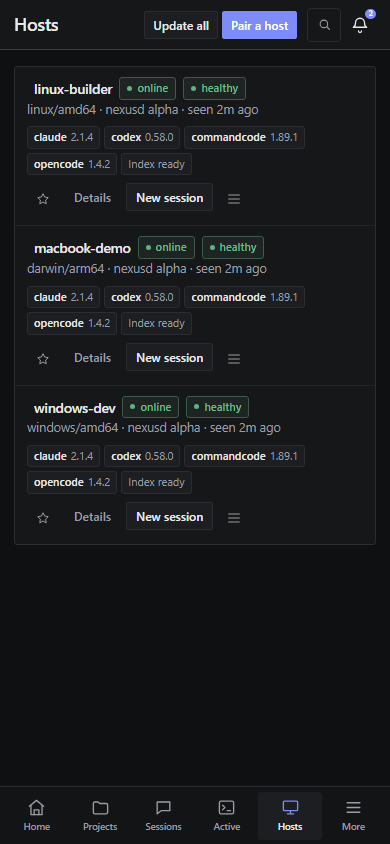 Hosts
Update all
Pair a host
2
linux-builder
online
healthy
linux/amd64 · nexusd alpha · seen 2m ago
claude 2.1.4
codex 0.58.0
commandcode 1.89.1
opencode 1.4.2
Index ready
Details
New session
macbook-demo
online
healthy
darwin/arm64 · nexusd alpha · seen 2m ago
claude 2.1.4
codex 0.58.0
commandcode 1.89.1
opencode 1.4.2
Index ready
Details
New session
windows-dev
online
healthy
windows/amd64 · nexusd alpha · seen 2m ago
claude 2.1.4
codex 0.58.0
commandcode 1.89.1
opencode 1.4.2
Index ready
Details
New session
Home
Projects
Sessions
Active
Hosts
More